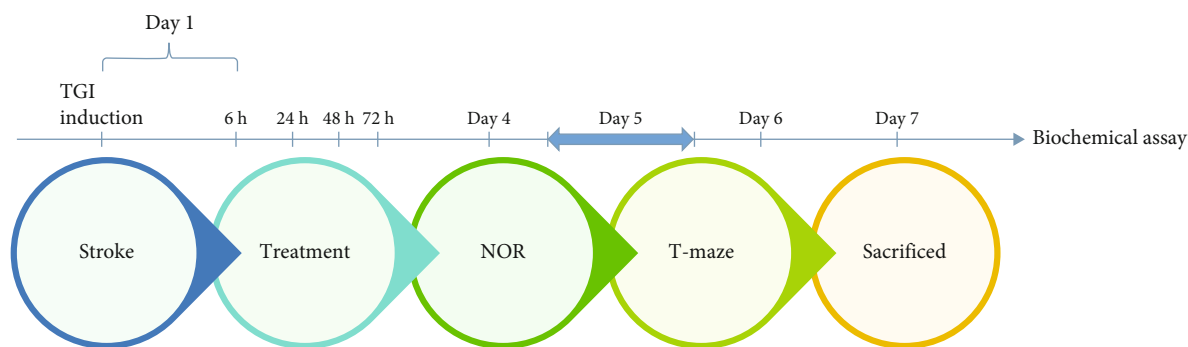 Day 1
TGI
induction
6 h
24 h
48 h
72 h
Day 4
Day 5
Day 6
Day 7
Biochemical assay
Stroke
Treatment
NOR
T-maze
Sacrificed